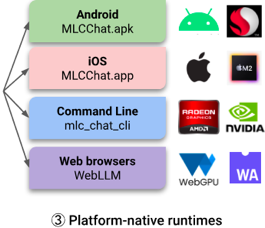 Android
MLCChat.apk
iOS
MLCChat.app
M2
Command Line
mlc_chat_cli
RADEON
GRAPHICS
AMD
NVIDIA
Web browsers
WebLLM
WebGPU
WA
③ Platform-native runtimes